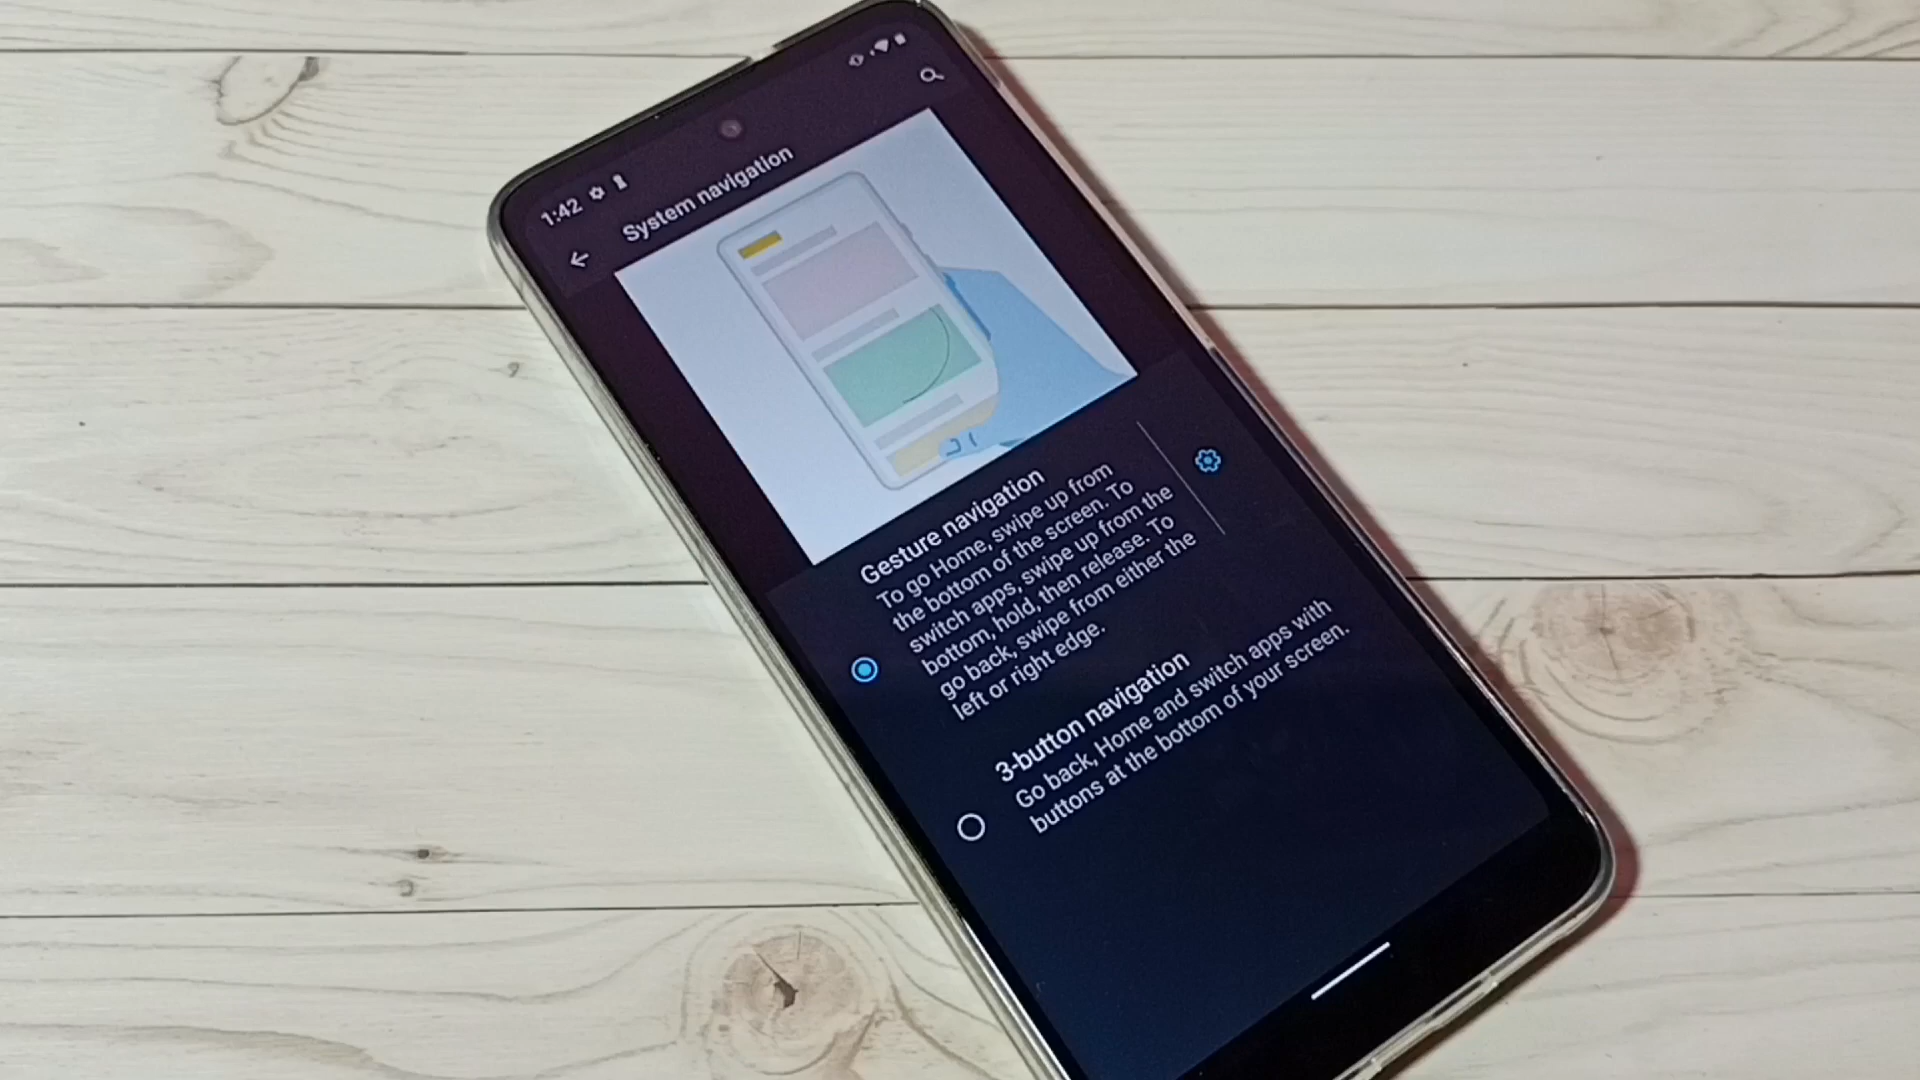 1:42
System navigation
Gesture navigation
To go Home, swipe up from
the bottom of the screen. To
switch apps, swipe up from the
bottom, hold, then release. To
go back, swipe from either the
left or right edge.
3-button navigation
Go back, Home and switch apps with
buttons at the bottom of your screen.